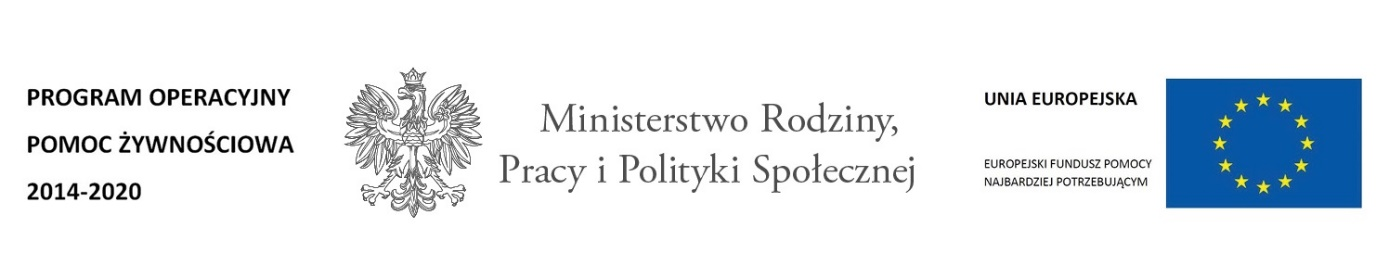 PROGRAM OPERACYJNY
POMOC ŻYWNOŚCIOWA
2014-2020
Ministerstwo Rodziny,
Pracy i Polityki Społecznej
UNIA EUROPEJSKA
EUROPEJSKI FUNDUSZ POMOCY
NAJBARDZIEJ POTRZEBUJĄCYM